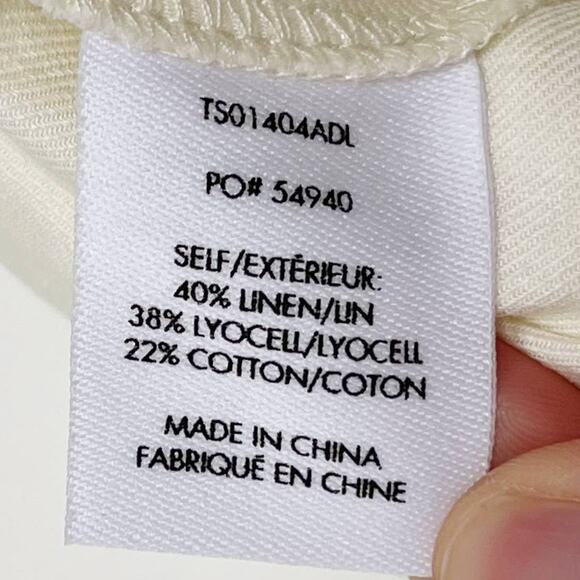 TS01404ADL
PO# 54940
SELF/EXTÉRIEUR:
40% LINEN/LIN
38% LYOCELL/LYOCELL
22% COTTON/COTON
MADE IN CHINA
FABRIQUÉ EN CHINE